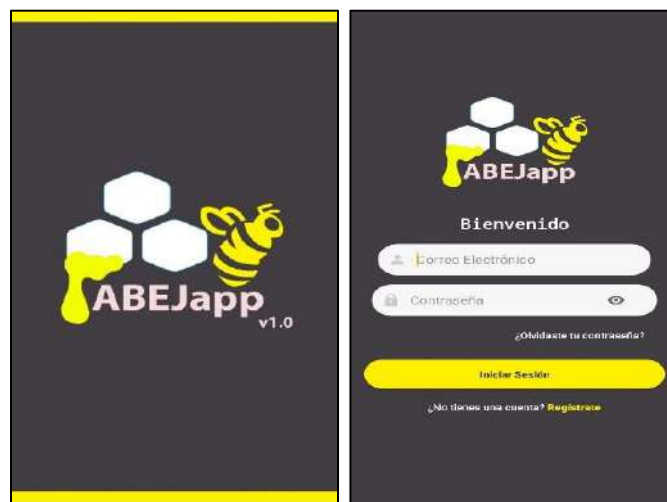 ABEJapp
v1.0
ABEJapp
Bienvenido
Correo Electrónico
Contraseña
¿Olvidaste tu contraseña?
Iniciar Sesión
¿No tienes una cuenta? Regístrate